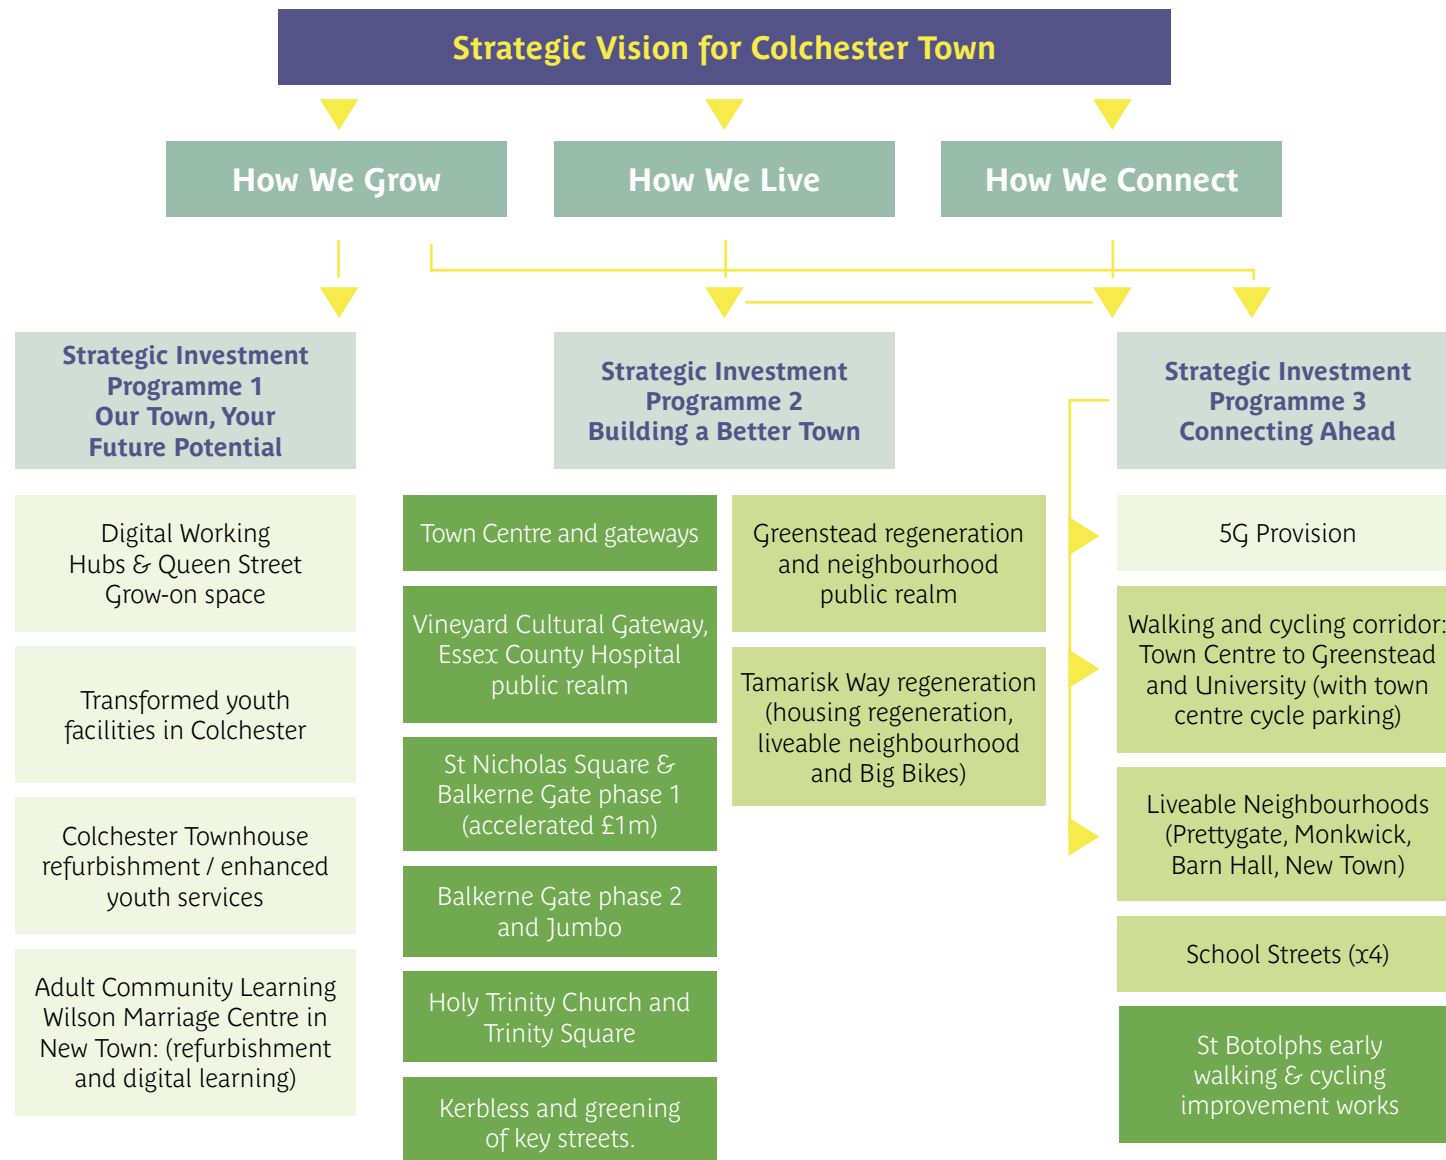 Strategic Vision for Colchester Town
How We Grow
How We Live
How We Connect
Strategic Investment
Programme 1
Our Town, Your
Future Potential
Strategic Investment
Programme 2
Building a Better Town
Strategic Investment
Programme 3
Connecting Ahead
Digital Working
Hubs & Queen Street
Grow-on space
Transformed youth
facilities in Colchester
Colchester Townhouse
refurbishment / enhanced
youth services
Adult Community Learning
Wilson Marriage Centre in
New Town: (refurbishment
and digital learning)
Town Centre and gateways
Vineyard Cultural Gateway,
Essex County Hospital
public realm
St Nicholas Square &
Balkerne Gate phase 1
(accelerated £1m)
Balkerne Gate phase 2
and Jumbo
Holy Trinity Church and
Trinity Square
Kerbless and greening
of key streets.
Greenstead regeneration
and neighbourhood
public realm
Tamarisk Way regeneration
(housing regeneration,
liveable neighbourhood
and Big Bikes)
5G Provision
Walking and cycling corridor:
Town Centre to Greenstead
and University (with town
centre cycle parking)
Liveable Neighbourhoods
(Prettygate, Monkwick,
Barn Hall, New Town)
School Streets (x4)
St Botolphs early
walking & cycling
improvement works